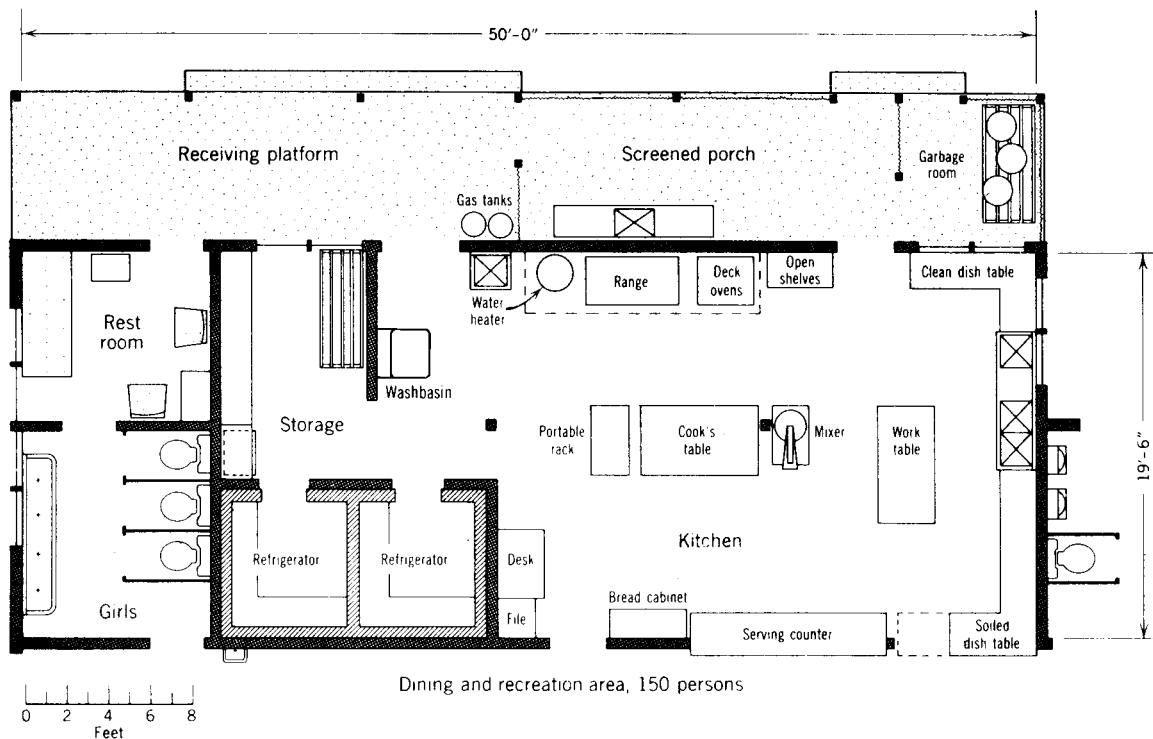 50'-0"
Receiving platform
Screened porch
Garbage
room
Gas tanks
Water
heater
Range
Deck
ovens
Open
shelves
Clean dish table
Rest
room
Washbasin
Storage
Portable
rack
Cook's
table
Mixer
Work
table
19'-6"
Refrigerator
Refrigerator
Desk
Kitchen
Girls
File
Bread cabinet
Serving counter
Soiled
dish table
Dining and recreation area, 150 persons
0 2 4 6 8
Feet